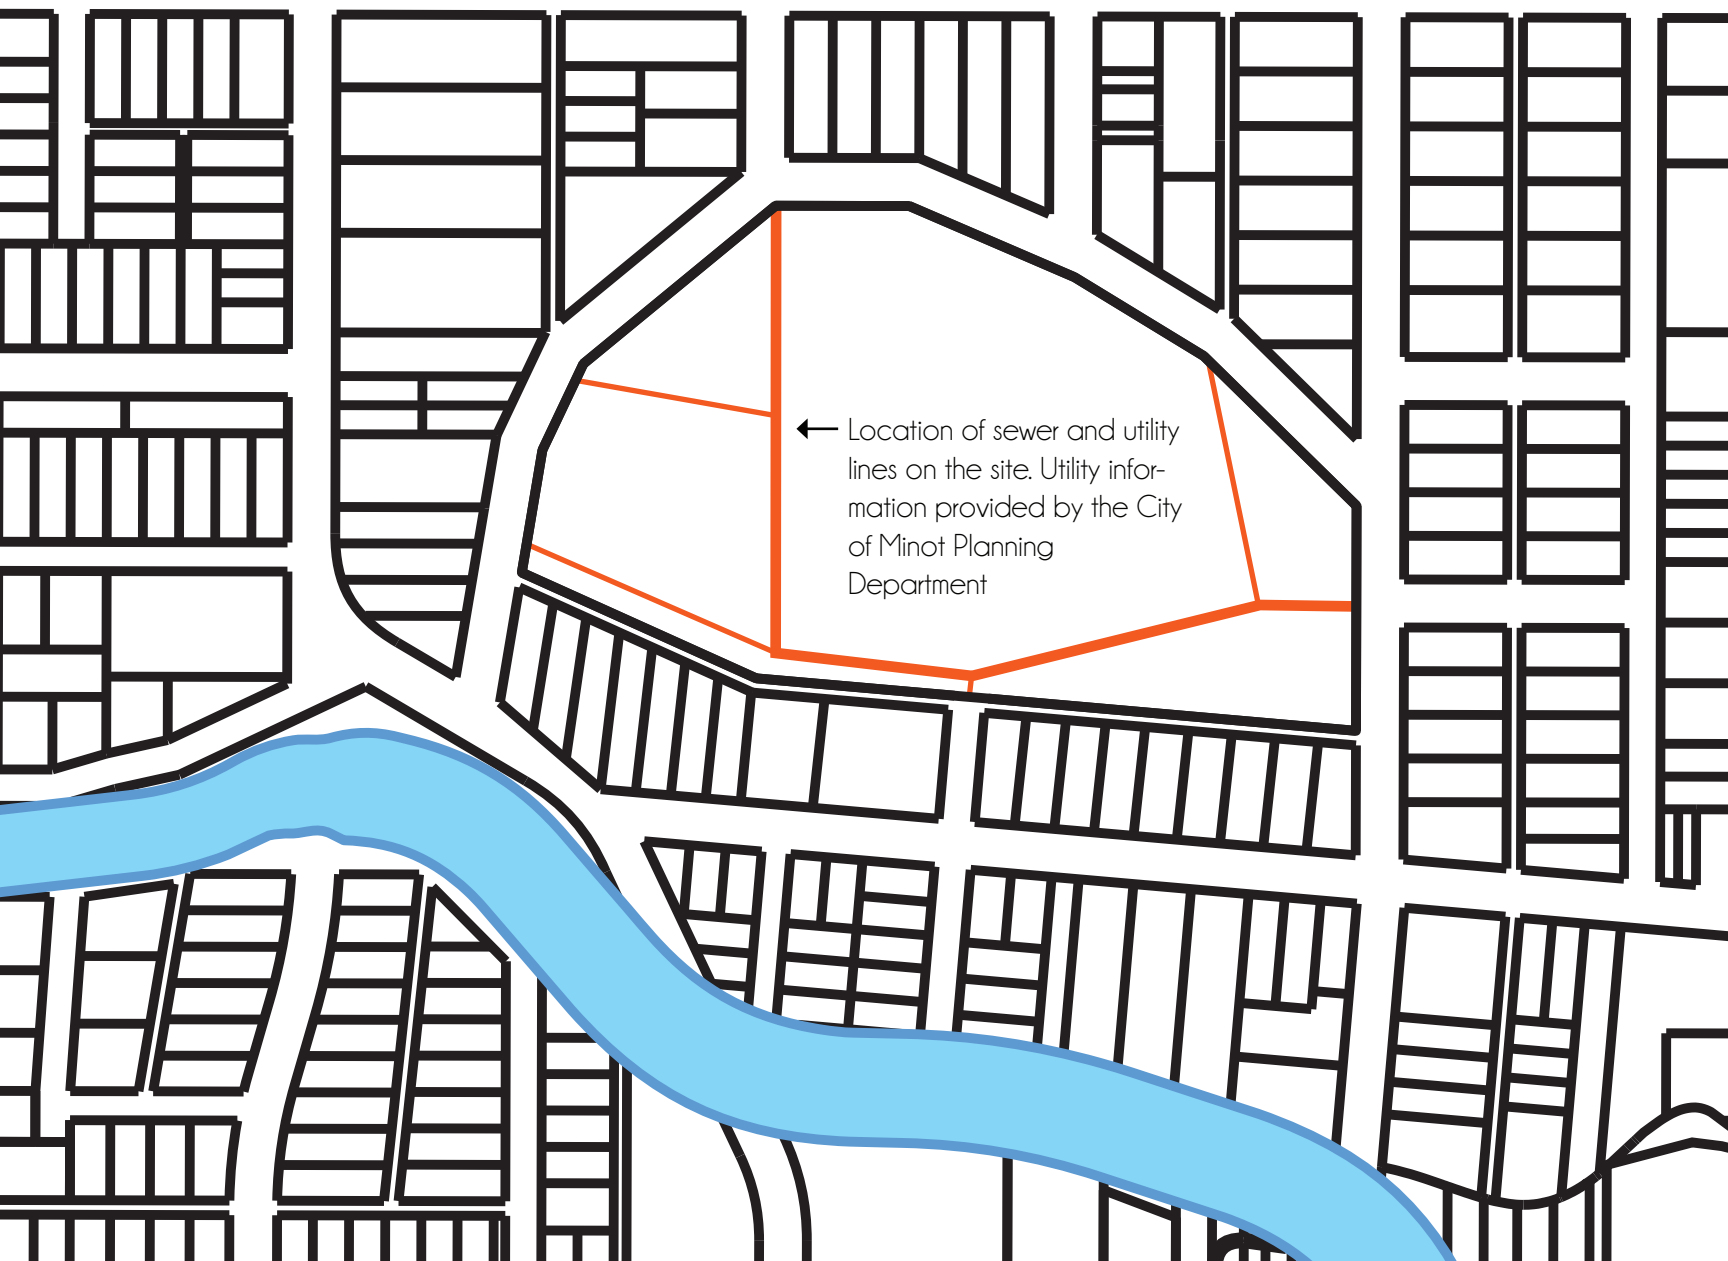 Location of sewer and utility
lines on the site. Utility infor-
mation provided by the City
of Minot Planning
Department